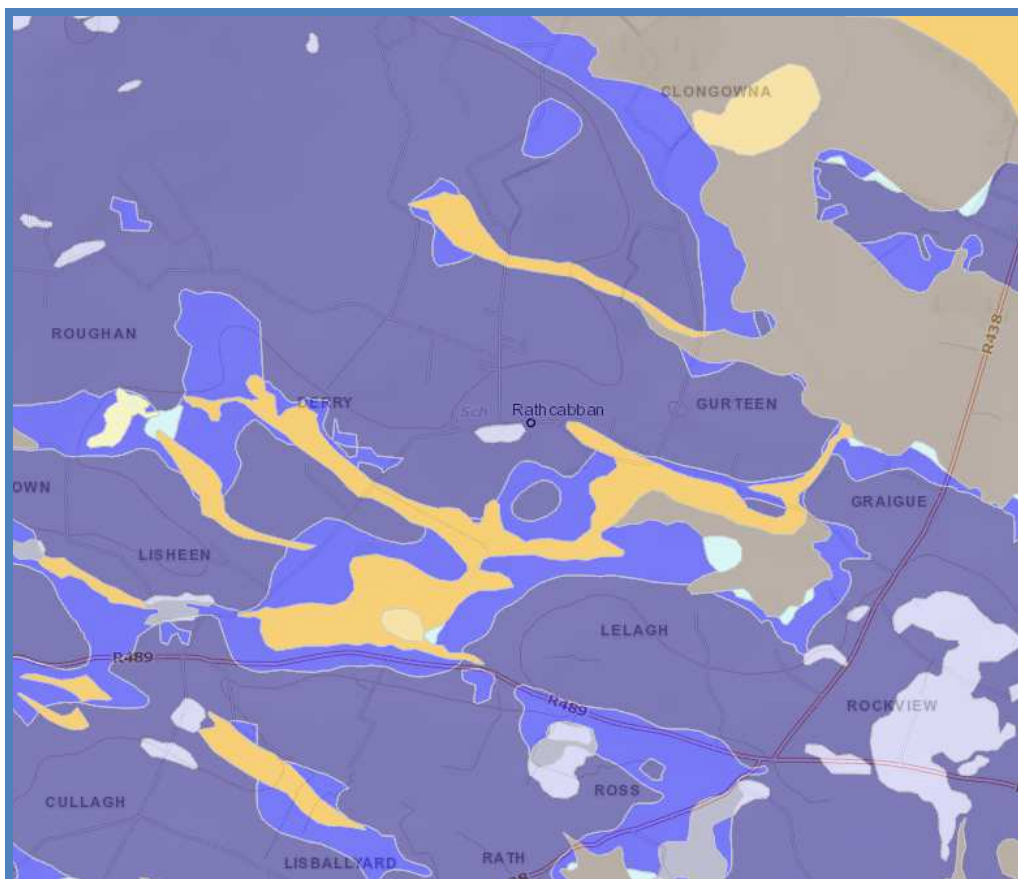 CLONGOWNA
R438
ROUGHAN
DERRY
Sch
Rathcabban
GURTEEN
OWN
GRAIGUE
LISHEEN
LELAGH
R489
R489
ROCKVIEW
CULLAGH
ROSS
LISBALLYARD
RATH